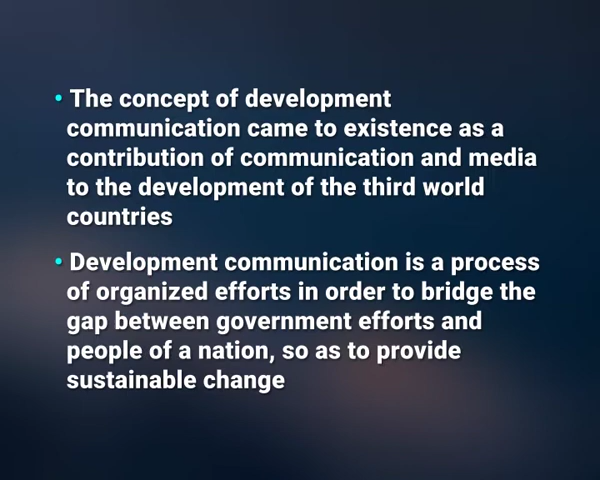 • The concept of development
communication came to existence as a
contribution of communication and media
to the development of the third world
countries
• Development communication is a process
of organized efforts in order to bridge the
gap between government efforts and
people of a nation, so as to provide
sustainable change